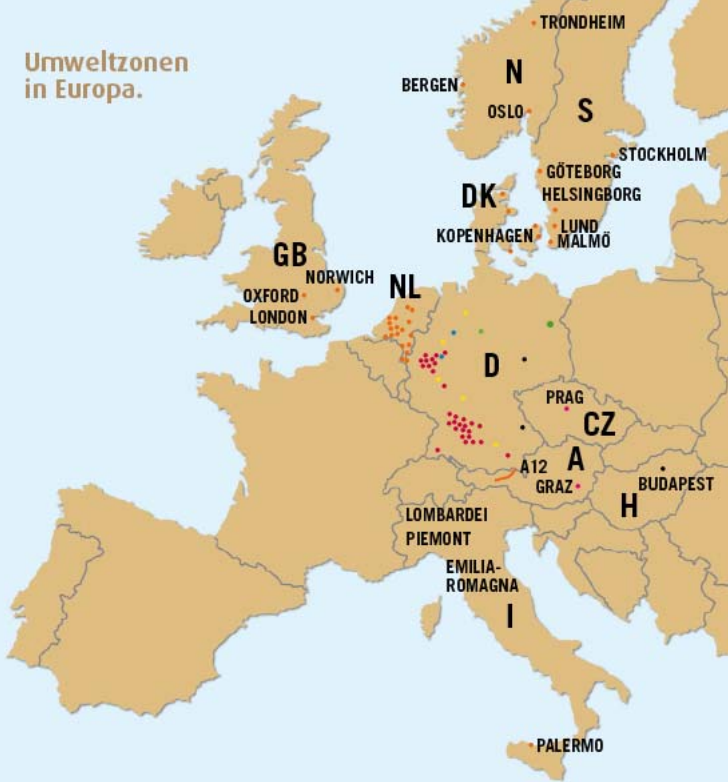 Umweltzonen
in Europa.
TRONDHEIM
N
BERGEN
OSLO
S
STOCKHOLM
GÖTEBORG
HELSINGBORG
DK
LUND
KOPENHAGEN
MALMÖ
GB
NORWICH
OXFORD
LONDON
NL
D
PRAG
CZ
A
A12
GRAZ
BUDAPEST
H
LOMBARDEI
PIEMONT
EMILIA-
ROMAGNA
I
PALERMO